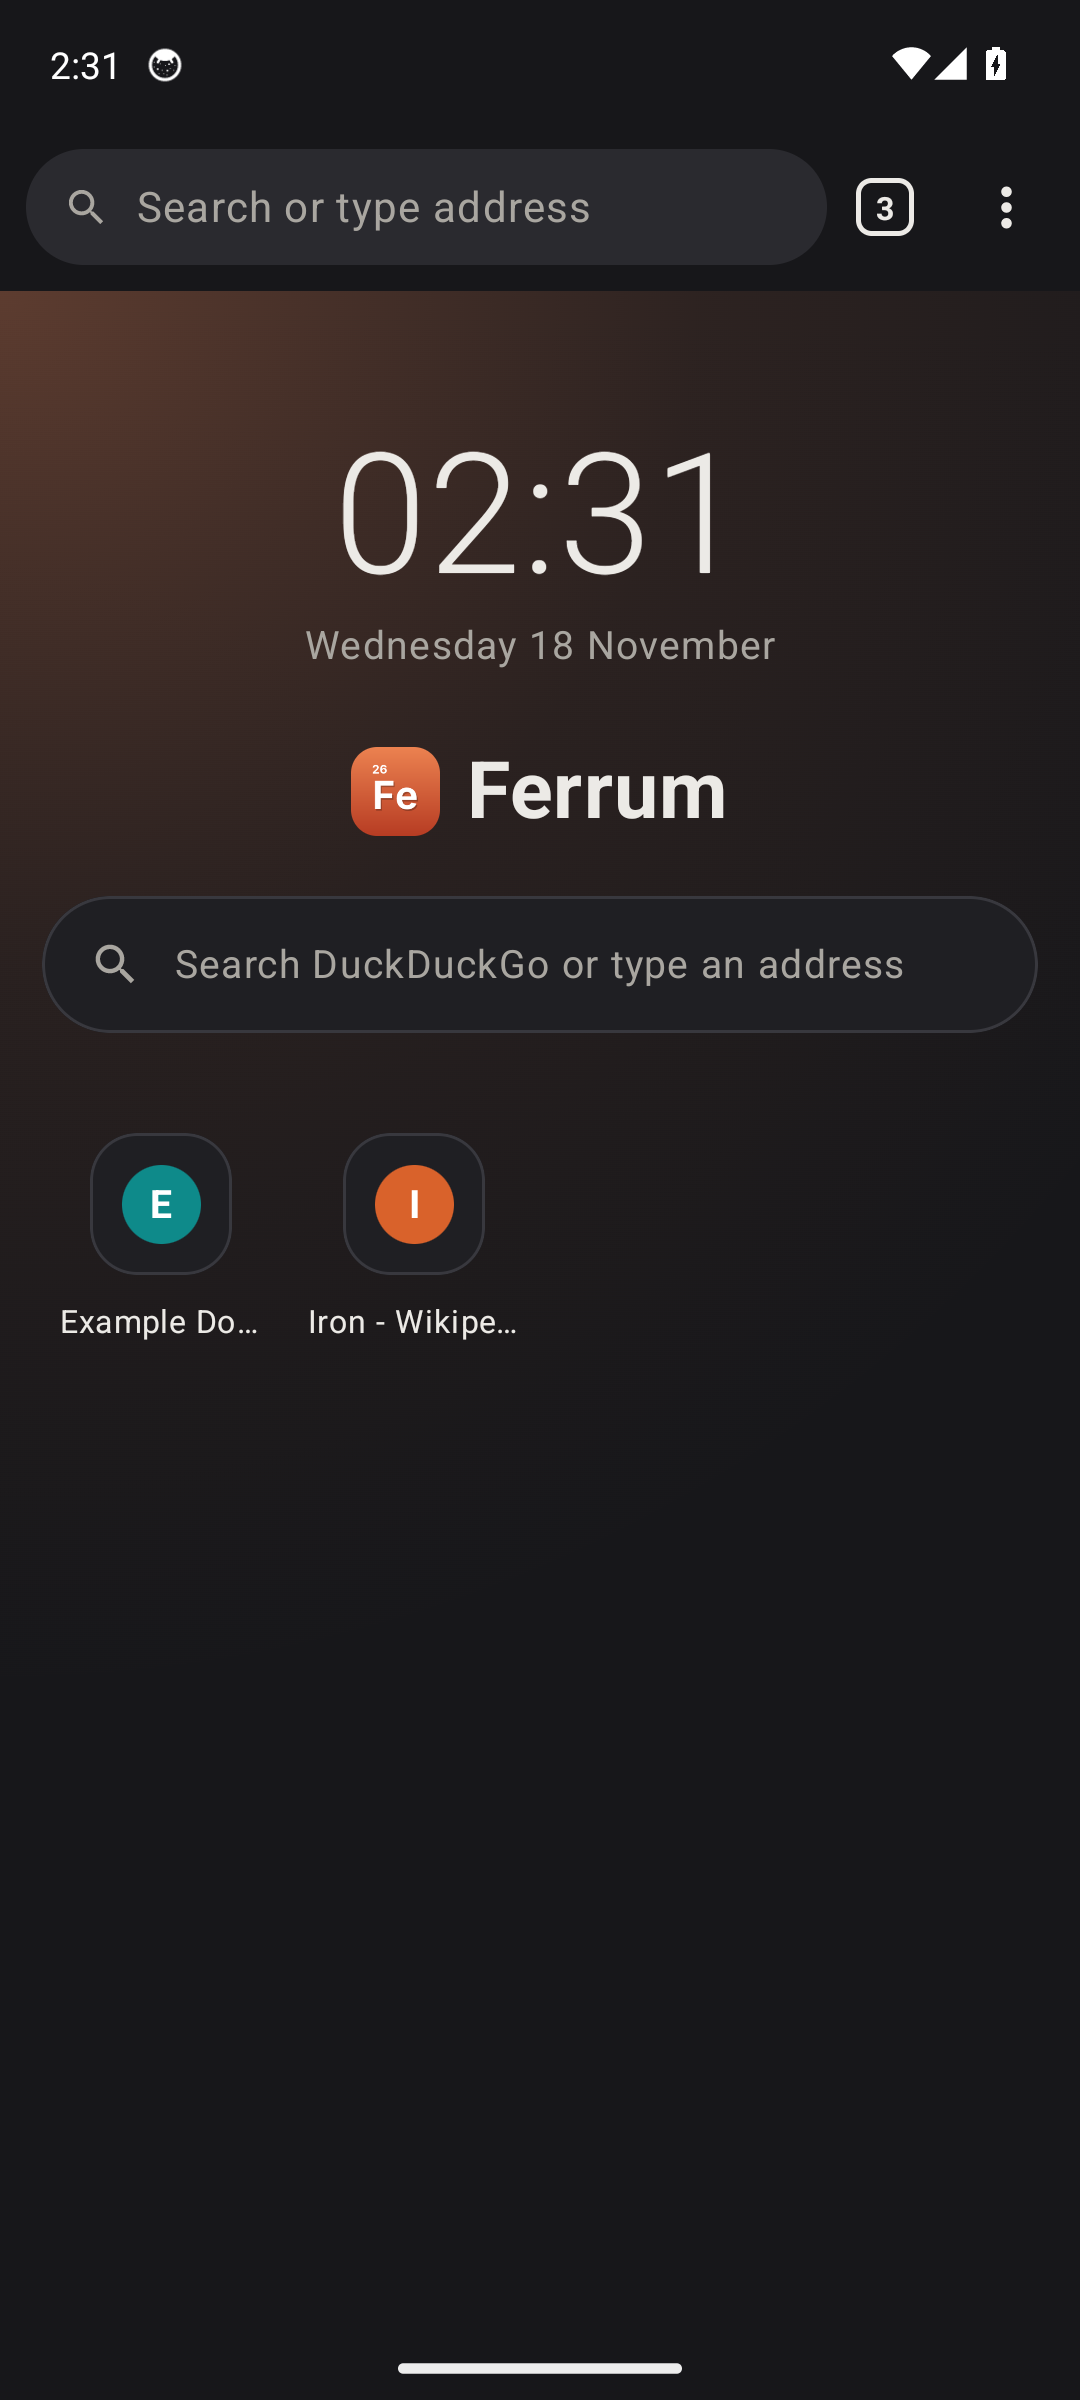 2:31
Search or type address
3
02:31
Wednesday 18 November
26
Fe
Ferrum
Search DuckDuckGo or type an address
E
I
Example Do...
Iron - Wikipe...